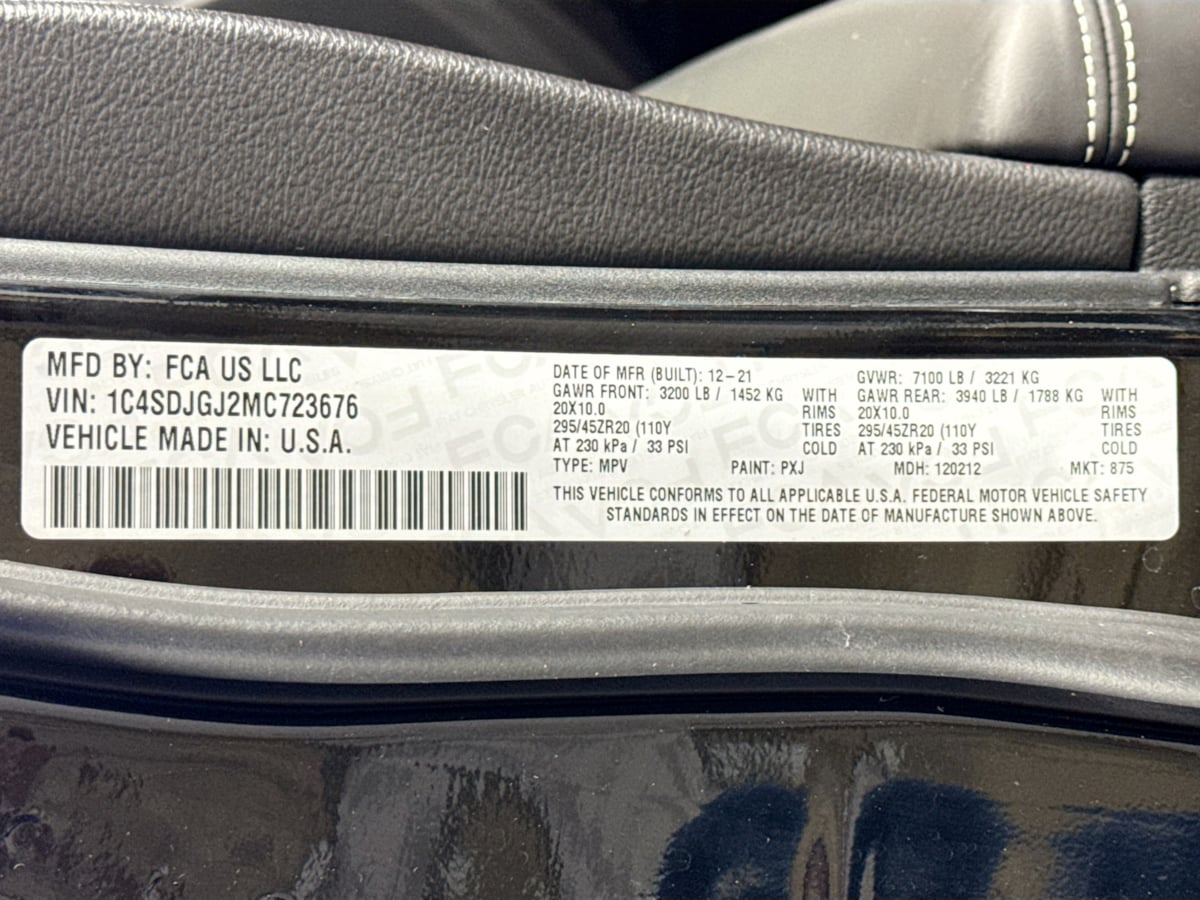 MFD BY: FCA US LLC
VIN: 1C4SDJGJ2MC723676
VEHICLE MADE IN: U.S.A.
DATE OF MFR (BUILT): 12-21 GVWR: 7100 LB / 3221 KG
GAWR FRONT: 3200 LB / 1452 KG WITH GAWR REAR: 3940 LB / 1788 KG WITH
20X10.0 RIMS 20X10.0 RIMS
295/45ZR20 (110Y TIRES 295/45ZR20 (110Y TIRES
AT 230 kPa / 33 PSI COLD AT 230 kPa / 33 PSI COLD
TYPE: MPV PAINT: PXJ MDH: 120212 MKT: 875
THIS VEHICLE CONFORMS TO ALL APPLICABLE U.S.A. FEDERAL MOTOR VEHICLE SAFETY
STANDARDS IN EFFECT ON THE DATE OF MANUFACTURE SHOWN ABOVE.